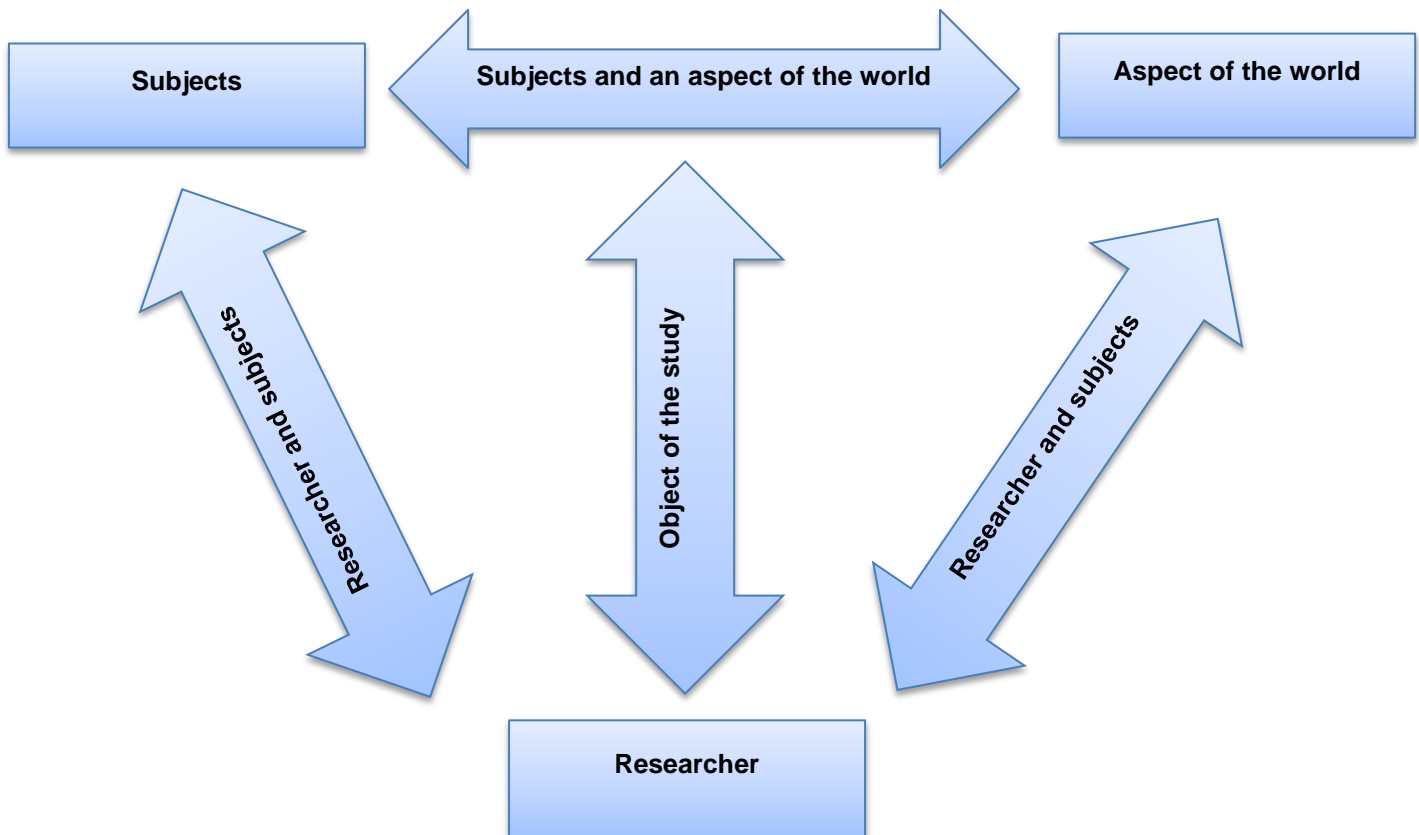 Subjects
Subjects and an aspect of the world
Aspect of the world
Researcher and subjects
Object of the study
Researcher and subjects
Researcher